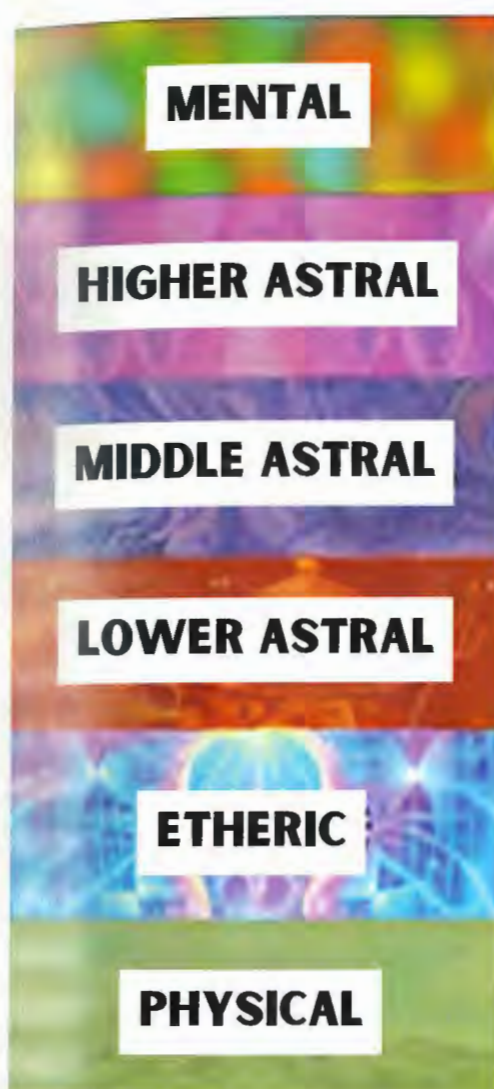 MENTAL
HIGHER ASTRAL
MIDDLE ASTRAL
LOWER ASTRAL
ETHERIC
PHYSICAL